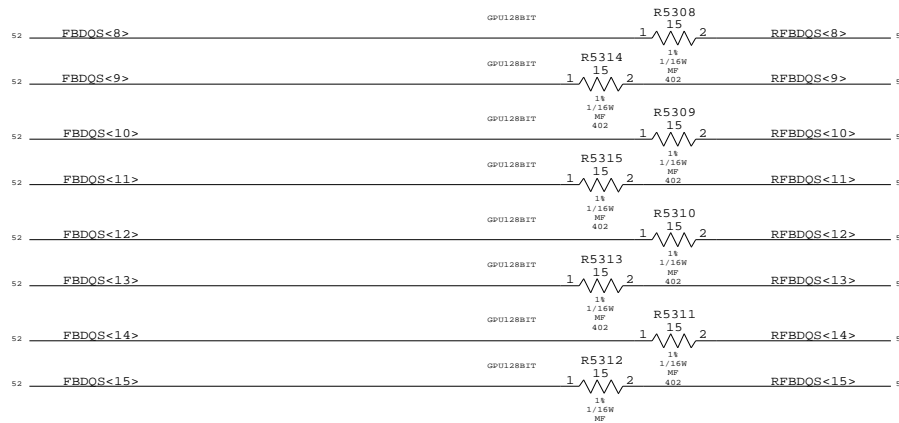 GPU128BIT R5308
15
52 FBDQS<8> 1 2 RFBDQS<8>
1%
1/16W
MF
402
GPU128BIT R5314
15
52 FBDQS<9> 1 2 RFBDQS<9>
1%
1/16W
MF
402
GPU128BIT R5309
15
52 FBDQS<10> 1 2 RFBDQS<10>
1%
1/16W
MF
402
GPU128BIT R5315
15
52 FBDQS<11> 1 2 RFBDQS<11>
1%
1/16W
MF
402
GPU128BIT R5310
15
52 FBDQS<12> 1 2 RFBDQS<12>
1%
1/16W
MF
402
GPU128BIT R5313
15
52 FBDQS<13> 1 2 RFBDQS<13>
1%
1/16W
MF
402
GPU128BIT R5311
15
52 FBDQS<14> 1 2 RFBDQS<14>
1%
1/16W
MF
402
GPU128BIT R5312
15
52 FBDQS<15> 1 2 RFBDQS<15>
1%
1/16W
MF